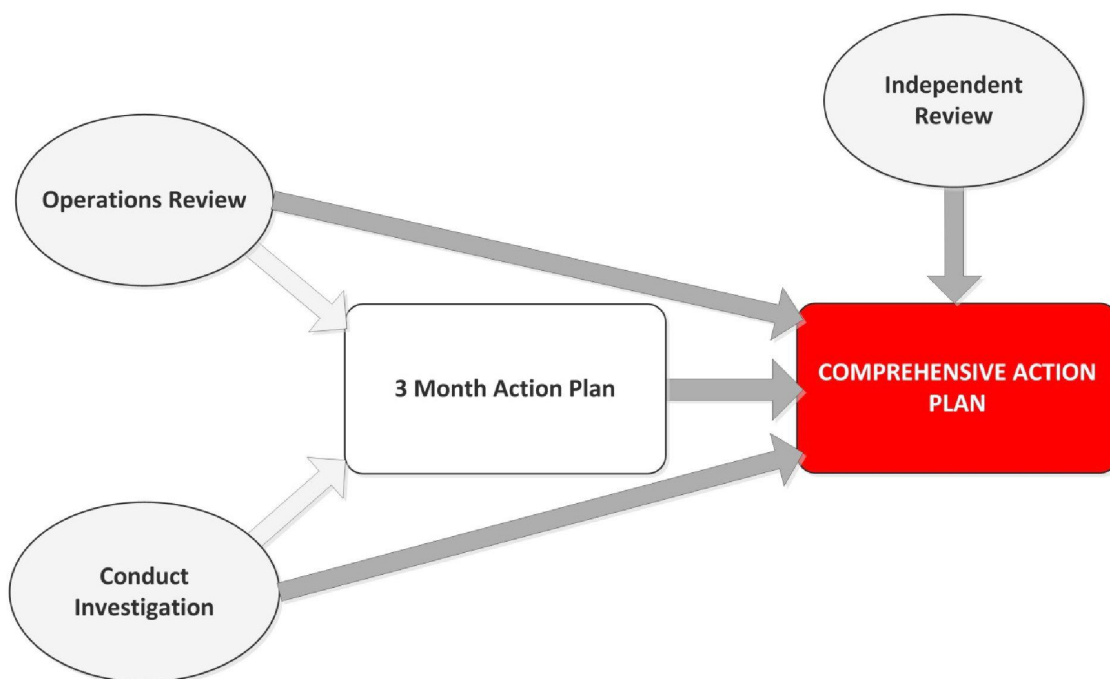 Independent
Review
Operations Review
3 Month Action Plan
COMPREHENSIVE ACTION
PLAN
Conduct
Investigation